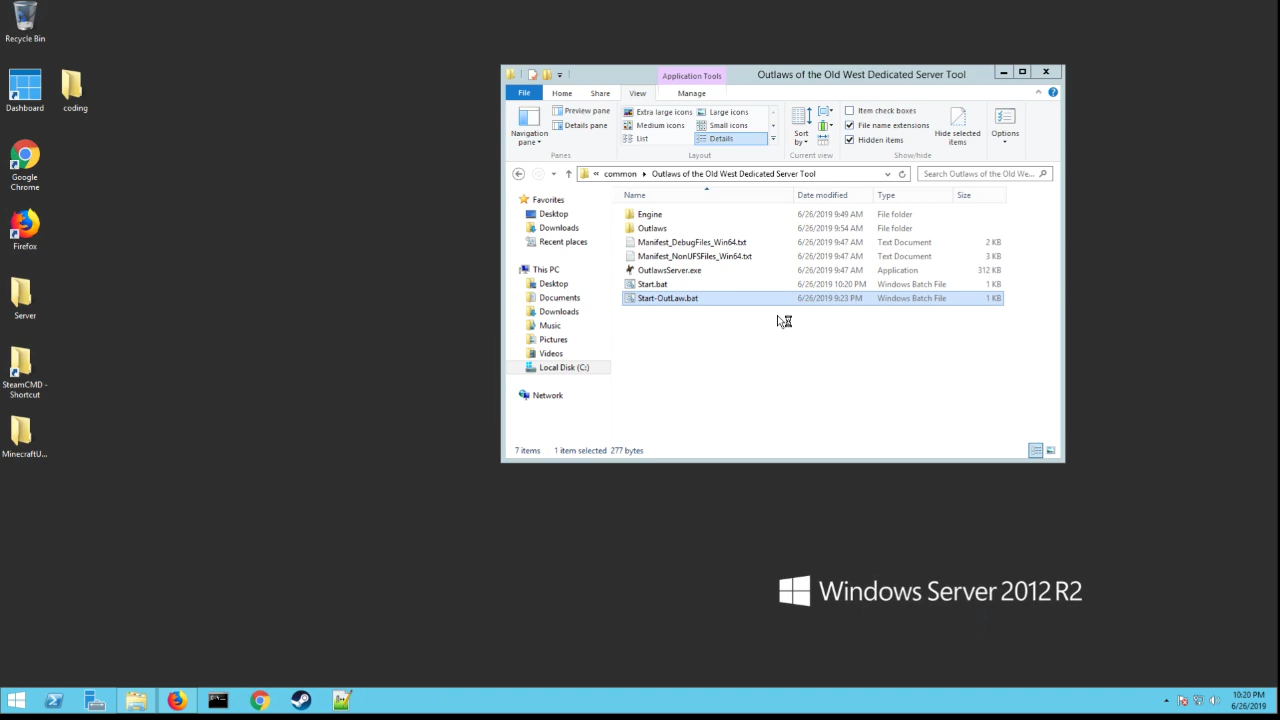 Recycle Bin
Dashboard
coding
Google
Chrome
Firefox
Server
SteamCMD -
Shortcut
MinecraftU...
Application Tools
Outlaws of the Old West Dedicated Server Tool
File
Home
Share
View
Manage
Navigation
pane
Preview pane
Details pane
Panes
Extra large icons
Large icons
Medium icons
Small icons
List
Details
Layout
Sort
by
Current view
Item check boxes
File name extensions
Hidden items
Hide selected
items
Show/hide
Options
« common
Outlaws of the Old West Dedicated Server Tool
Search Outlaws of the Old We...
Favorites
Desktop
Downloads
Recent places
This PC
Desktop
Documents
Downloads
Music
Pictures
Videos
Local Disk (C:)
Network
Name Date modified Type Size
Engine 6/26/2019 9:49 AM File folder
Outlaws 6/26/2019 9:54 AM File folder
Manifest_DebugFiles_Win64.txt 6/26/2019 9:47 AM Text Document 2 KB
Manifest_NonUFSFiles_Win64.txt 6/26/2019 9:47 AM Text Document 3 KB
OutlawsServer.exe 6/26/2019 9:47 AM Application 312 KB
Start.bat 6/26/2019 10:20 PM Windows Batch File 1 KB
Start-OutLaw.bat 6/26/2019 9:23 PM Windows Batch File 1 KB
7 items 1 item selected 277 bytes
Windows Server 2012 R2
10:20 PM
6/26/2019